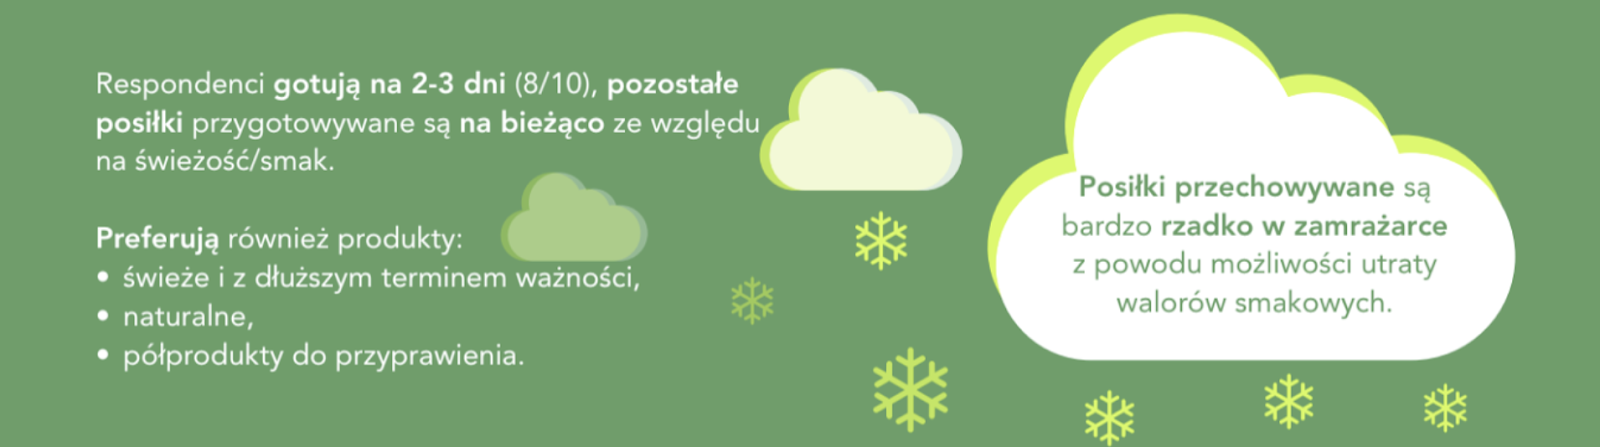 Respondenci gotują na 2-3 dni (8/10), pozostałe
posiłki przygotowywane są na bieżąco ze względu
na świeżość/smak.
Preferują również produkty:
• świeże i z dłuższym terminem ważności,
• naturalne,
• półprodukty do przyprawienia.
Posiłki przechowywane są
bardzo rzadko w zamrażarce
z powodu możliwości utraty
walorów smakowych.